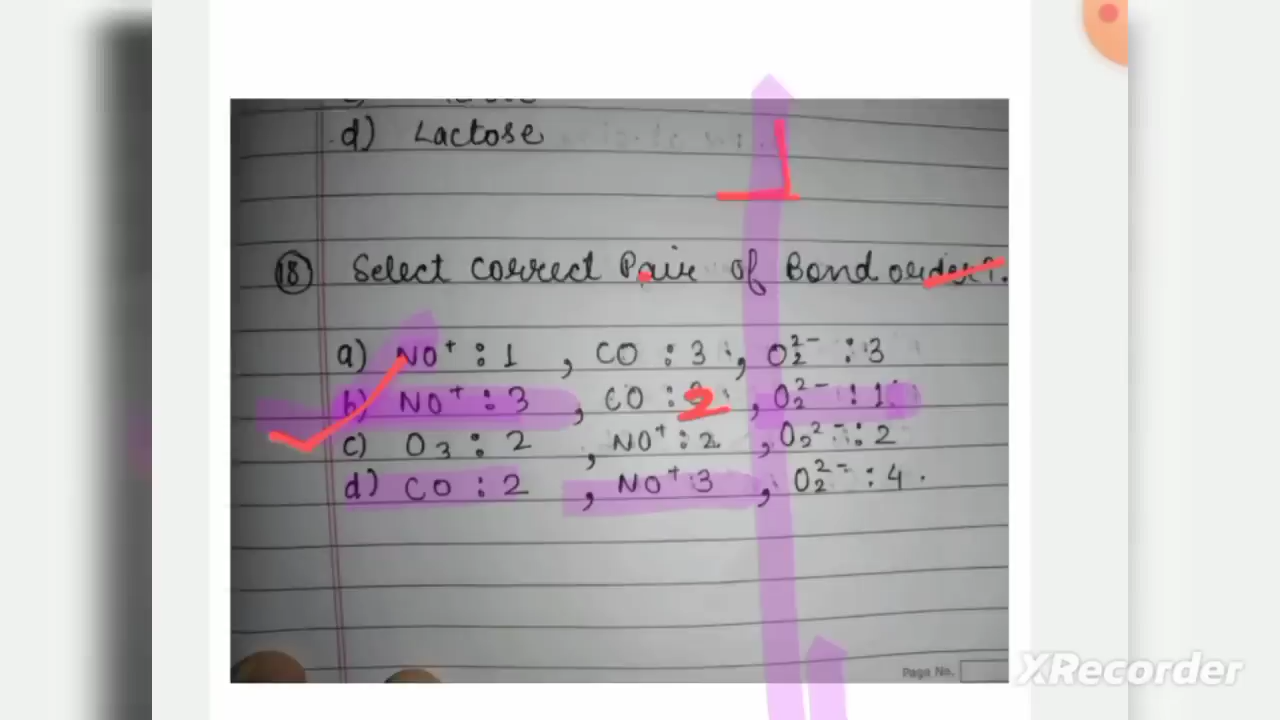 d) Lactose
18 Select Correct Pair of Bond order?.
a) NO⁺ : 1 , CO : 3 , O₂²⁻ : 3
b) NO⁺ : 3 , CO : 2 , O₂²⁻ : 1
c) O₃ : 2 , NO⁺ : 2 , O₂²⁻ : 2
d) CO : 2 , NO⁺ : 3 , O₂²⁻ : 4 .
Page No.
XRecorder